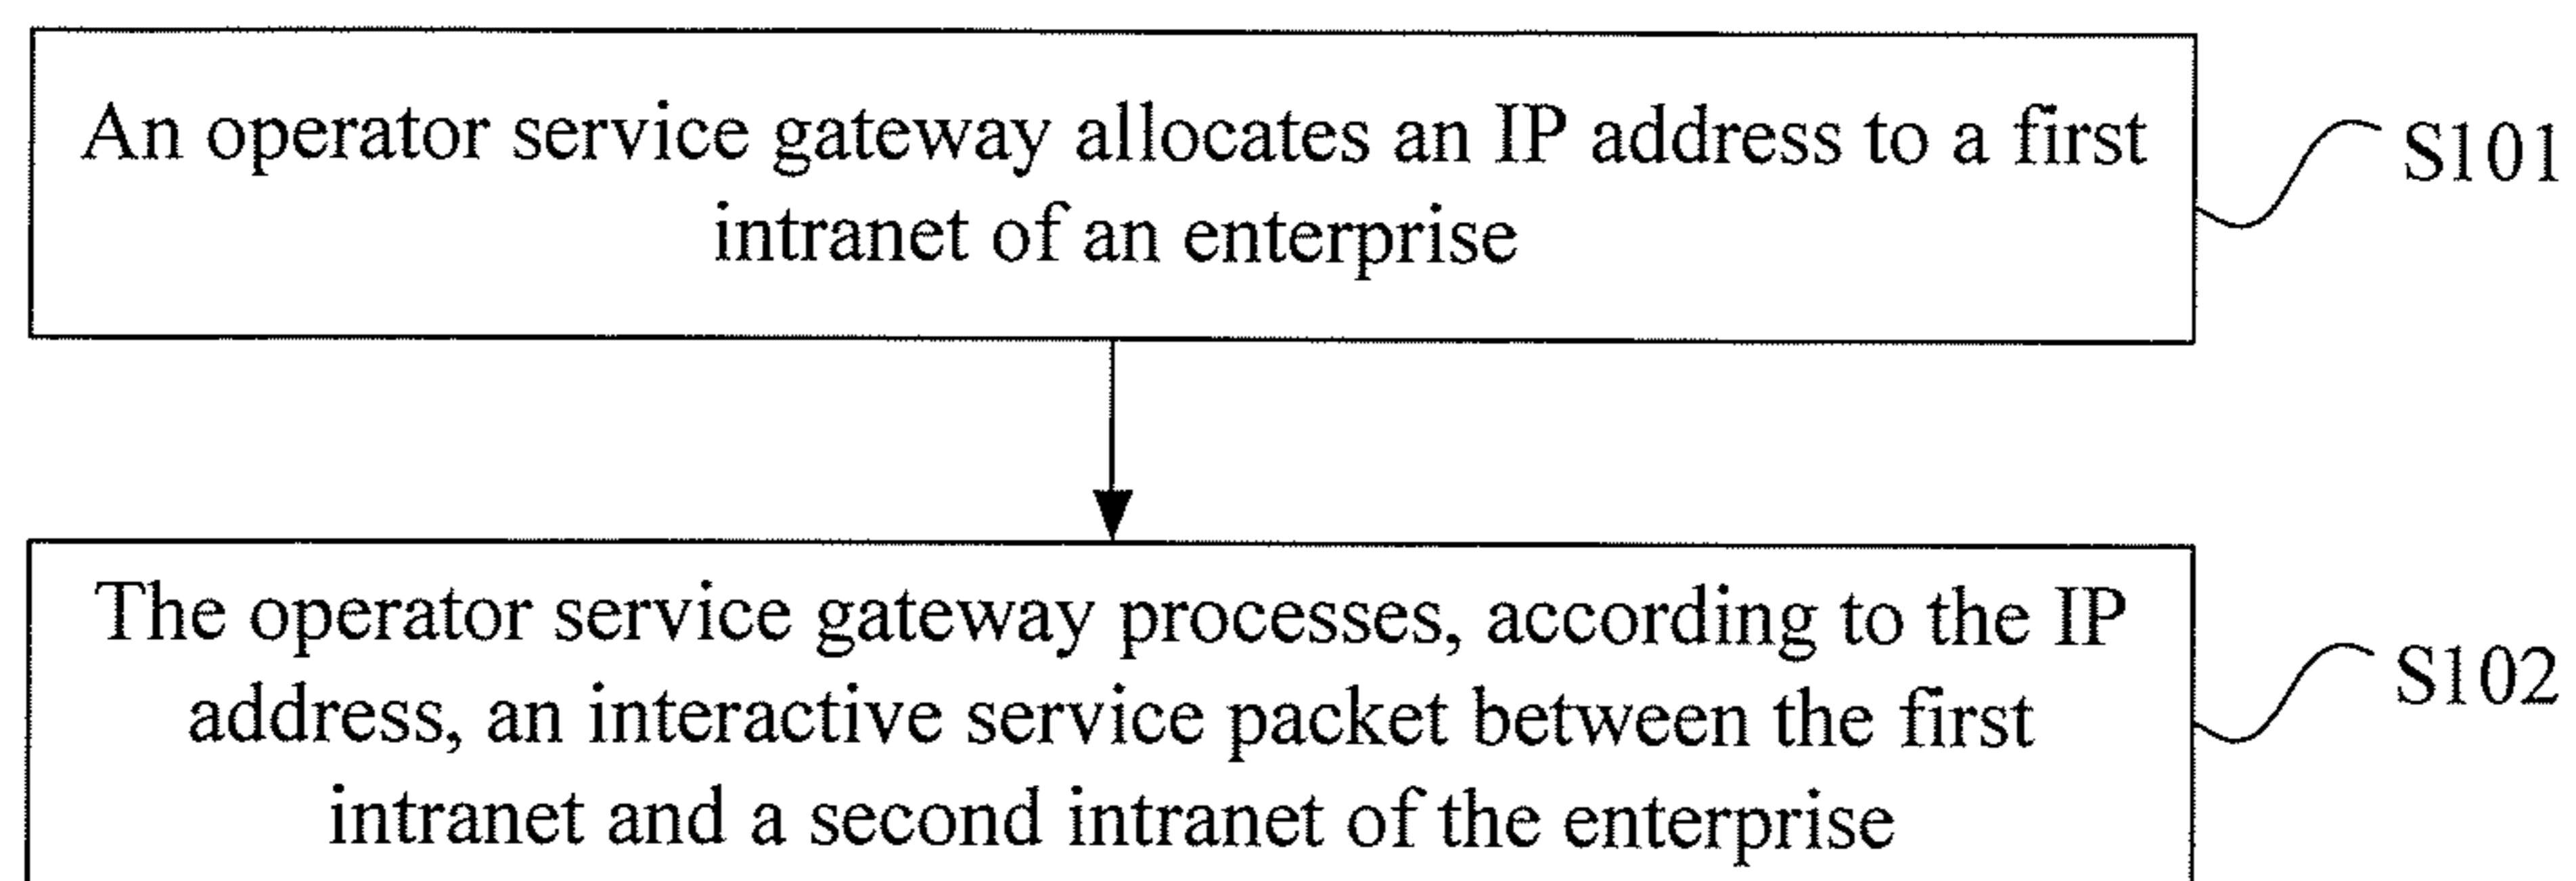 An operator service gateway allocates an IP address to a first
intranet of an enterprise
S101
The operator service gateway processes, according to the IP
address, an interactive service packet between the first
intranet and a second intranet of the enterprise
S102